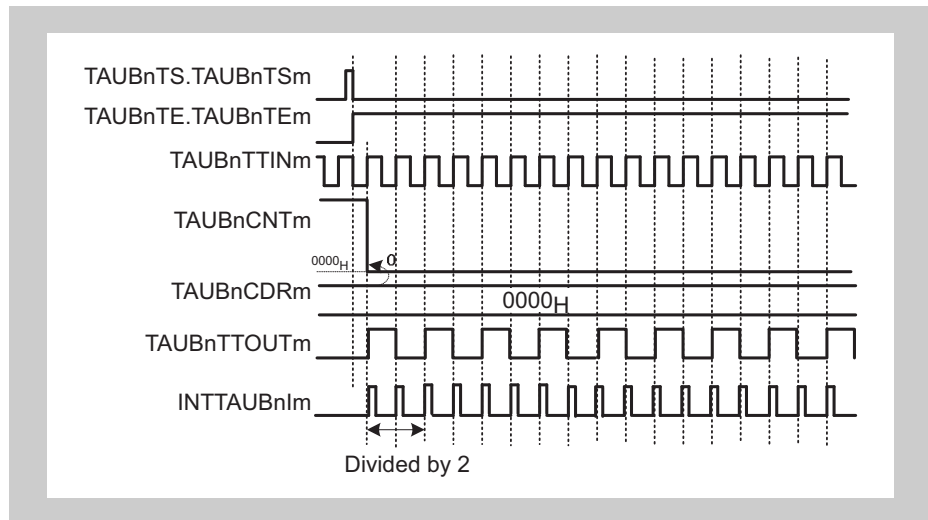 TAUBnTS.TAUBnTSm
TAUBnTE.TAUBnTEm
TAUBnTTINm
TAUBnCNTm
0000H
0
TAUBnCDRm
0000H
TAUBnTTOUTm
INTTAUBnIm
Divided by 2